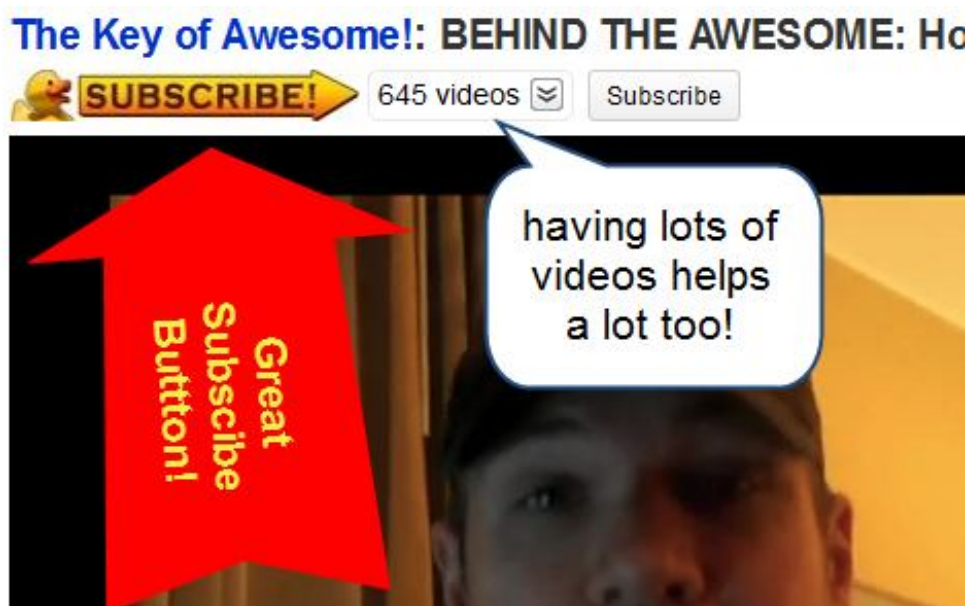 The Key of Awesome!: BEHIND THE AWESOME: Ho
SUBSCRIBE!
645 videos
Subscribe
having lots of
videos helps
a lot too!
Great
Subscibe
Buttton!